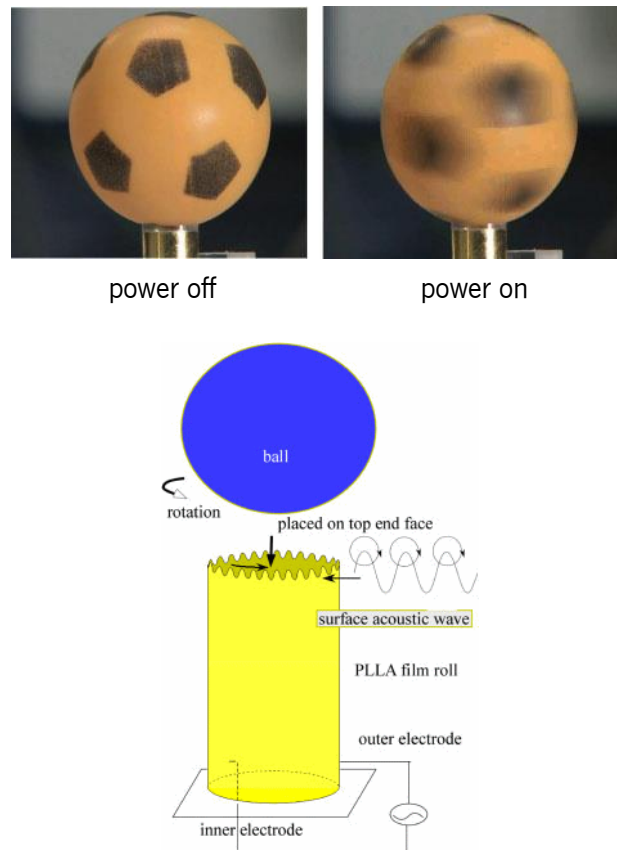 power off
power on
ball
rotation
placed on top end face
surface acoustic wave
PLLA film roll
outer electrode
inner electrode